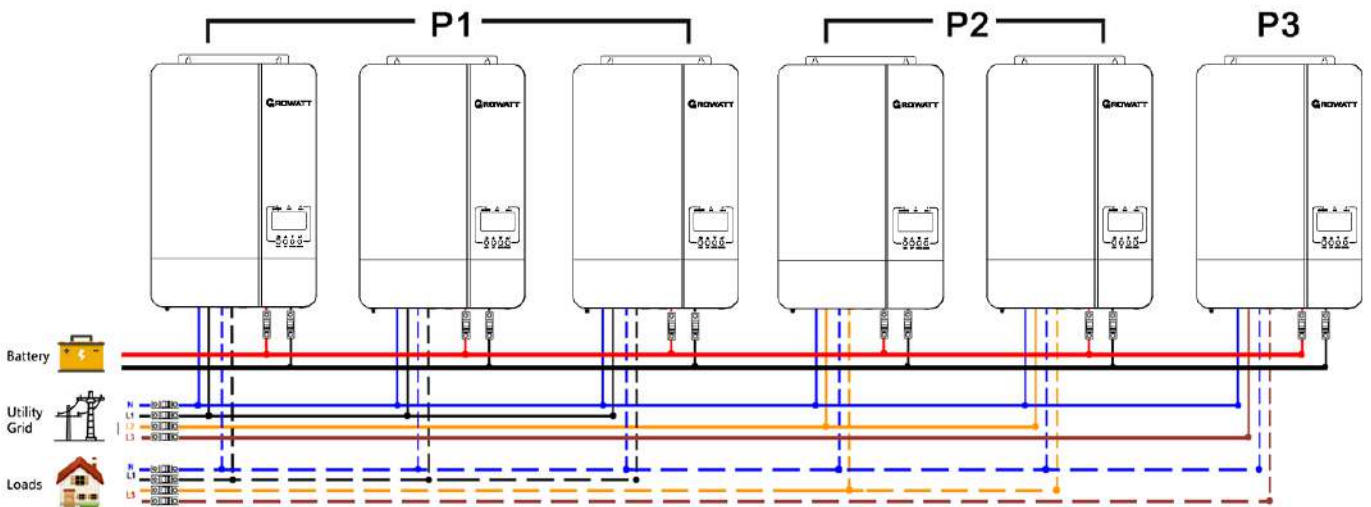 P1 P2 P3
GROWATT GROWATT GROWATT GROWATT GROWATT GROWATT
Battery
Utility
Grid
N
L1
L2
L3
Loads
N
L1
L3